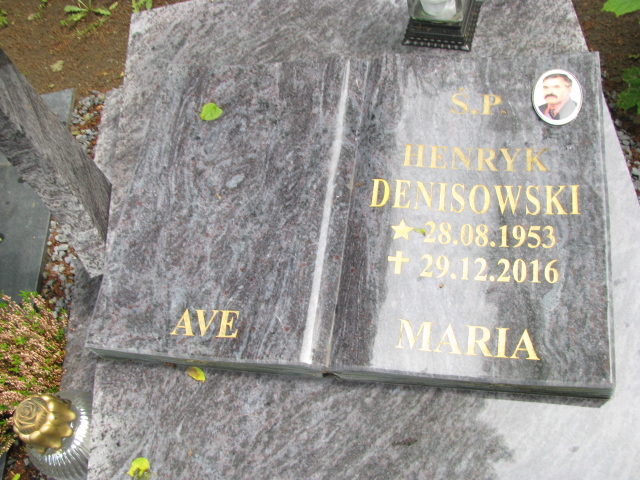 Ś.P.
HENRYK
DENISOWSKI
28.08.1953
29.12.2016
AVE MARIA